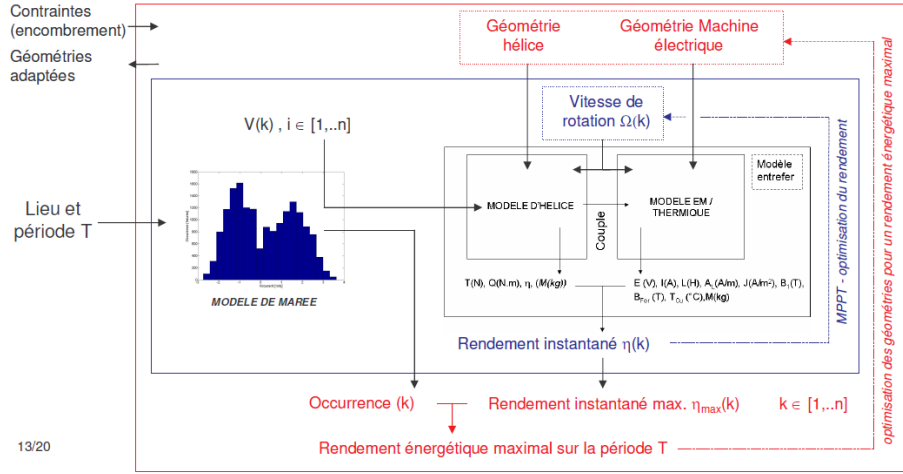 Contraintes
(encombrement)
Géométries
adaptées
Géométrie
hélice
Géométrie Machine
électrique
Vitesse de
rotation Ω(k)
V(k) , i ∈ [1,..n]
Modèle
entrefer
MODELE D'HELICE
MODELE EM /
THERMIQUE
Couple
Lieu et
période T
MODELE DE MAREE
T(N), Q(N.m), η, (M(kg))
E (V), I(A), L(H), A_L(A/m), J(A/m²), B₁(T),
B_Fer (T), T_Cu (°C),M(kg)
Rendement instantané η(k)
MPPT - optimisation du rendement
optimisation des géométries pour un rendement énergétique maximal
Occurrence (k)
Rendement instantané max. η_max(k)
k ∈ [1,..n]
Rendement énergétique maximal sur la période T
13/20